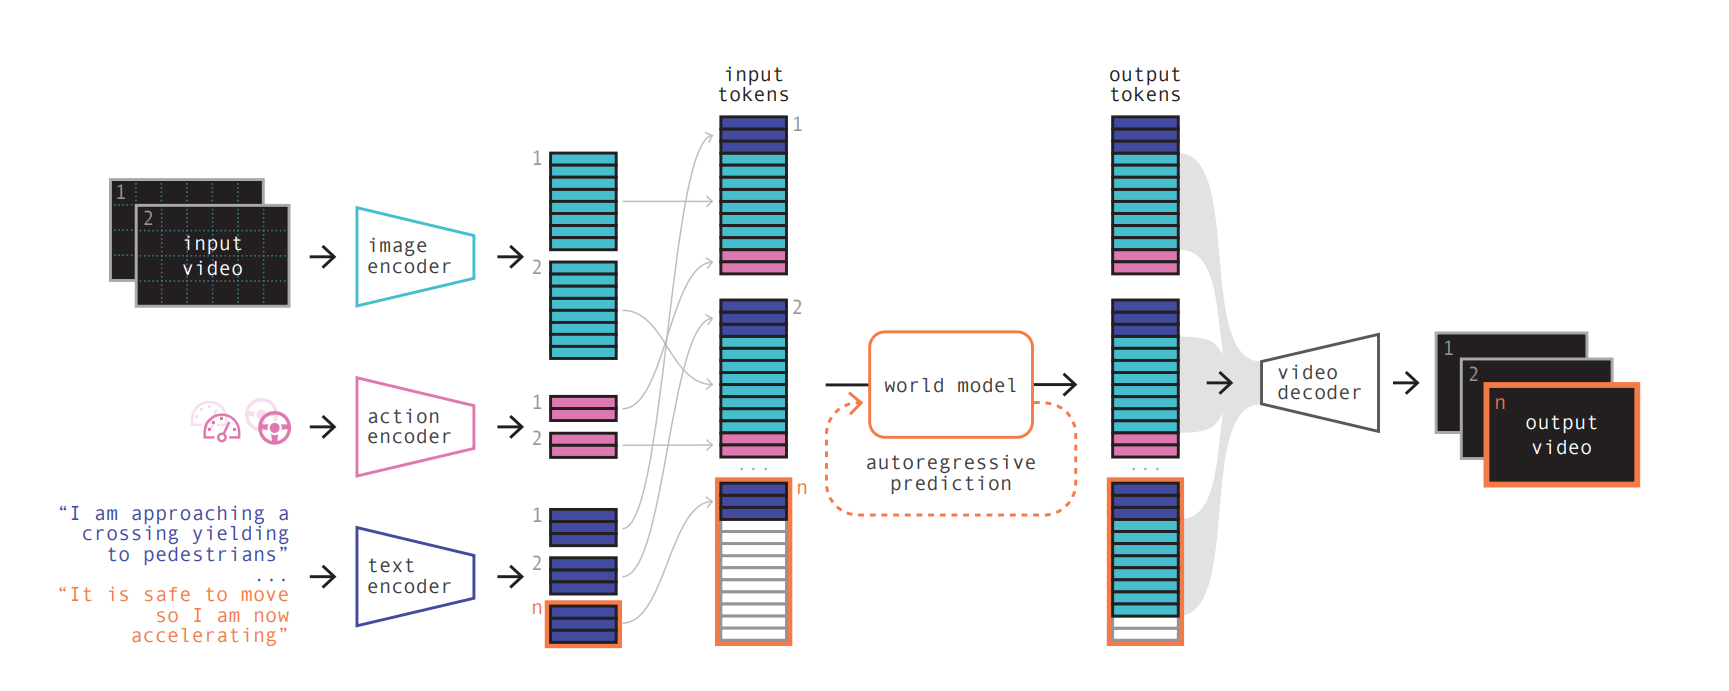 input
tokens
output
tokens
1
2
input
video
image
encoder
1
2
action
encoder
1
2
“I am approaching a
crossing yielding
to pedestrians”
...
“It is safe to move
so I am now
accelerating”
text
encoder
1
2
n
1
2
...
n
world model
autoregressive
prediction
...
video
decoder
1
2
n
output
video